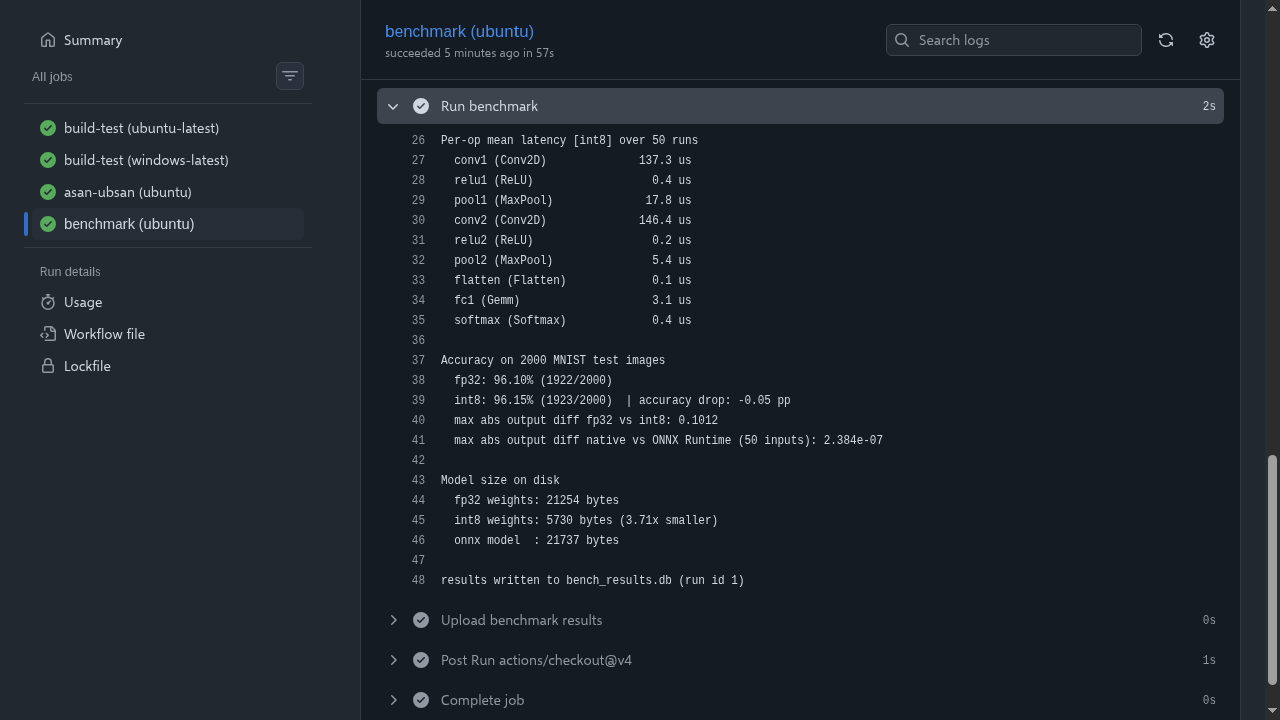 Summary
All jobs
build-test (ubuntu-latest)
build-test (windows-latest)
asan-ubsan (ubuntu)
benchmark (ubuntu)
Run details
Usage
Workflow file
Lockfile
benchmark (ubuntu)
succeeded 5 minutes ago in 57s
Search logs
Run benchmark 2s
26 Per-op mean latency [int8] over 50 runs
27 conv1 (Conv2D) 137.3 us
28 relu1 (ReLU) 0.4 us
29 pool1 (MaxPool) 17.8 us
30 conv2 (Conv2D) 146.4 us
31 relu2 (ReLU) 0.2 us
32 pool2 (MaxPool) 5.4 us
33 flatten (Flatten) 0.1 us
34 fc1 (Gemm) 3.1 us
35 softmax (Softmax) 0.4 us
36
37 Accuracy on 2000 MNIST test images
38 fp32: 96.10% (1922/2000)
39 int8: 96.15% (1923/2000) | accuracy drop: -0.05 pp
40 max abs output diff fp32 vs int8: 0.1012
41 max abs output diff native vs ONNX Runtime (50 inputs): 2.384e-07
42
43 Model size on disk
44 fp32 weights: 21254 bytes
45 int8 weights: 5730 bytes (3.71x smaller)
46 onnx model : 21737 bytes
47
48 results written to bench_results.db (run id 1)
Upload benchmark results 0s
Post Run actions/checkout@v4 1s
Complete job 0s